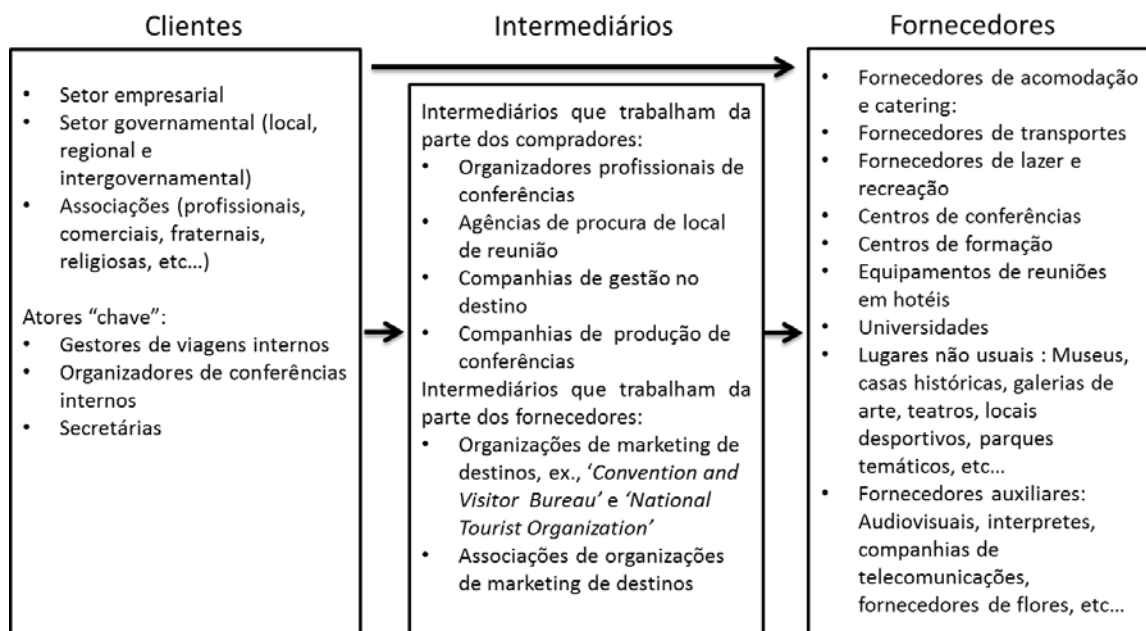 Clientes
• Setor empresarial
• Setor governamental (local,
regional e
intergovernamental)
• Associações (profissionais,
comerciais, fraternais,
religiosas, etc...)
Atores “chave”:
• Gestores de viagens internos
• Organizadores de conferências
internos
• Secretárias
Intermediários
Intermediários que trabalham da
parte dos compradores:
• Organizadores profissionais de
conferências
• Agências de procura de local
de reunião
• Companhias de gestão no
destino
• Companhias de produção de
conferências
Intermediários que trabalham da
parte dos fornecedores:
• Organizações de marketing de
destinos, ex., ‘Convention and
Visitor Bureau’ e ‘National
Tourist Organization’
• Associações de organizações
de marketing de destinos
Fornecedores
• Fornecedores de acomodação
e catering:
• Fornecedores de transportes
• Fornecedores de lazer e
recreação
• Centros de conferências
• Centros de formação
• Equipamentos de reuniões
em hotéis
• Universidades
• Lugares não usuais : Museus,
casas históricas, galerias de
arte, teatros, locais
desportivos, parques
temáticos, etc...
• Fornecedores auxiliares:
Audiovisuais, interpretes,
companhias de
telecomunicações,
fornecedores de flores, etc...